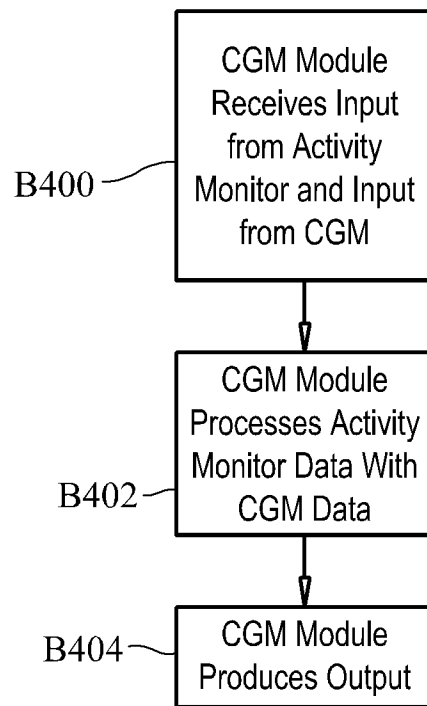 CGM Module
Receives Input
from Activity
Monitor and Input
from CGM
B400
CGM Module
Processes Activity
Monitor Data With
CGM Data
B402
CGM Module
Produces Output
B404